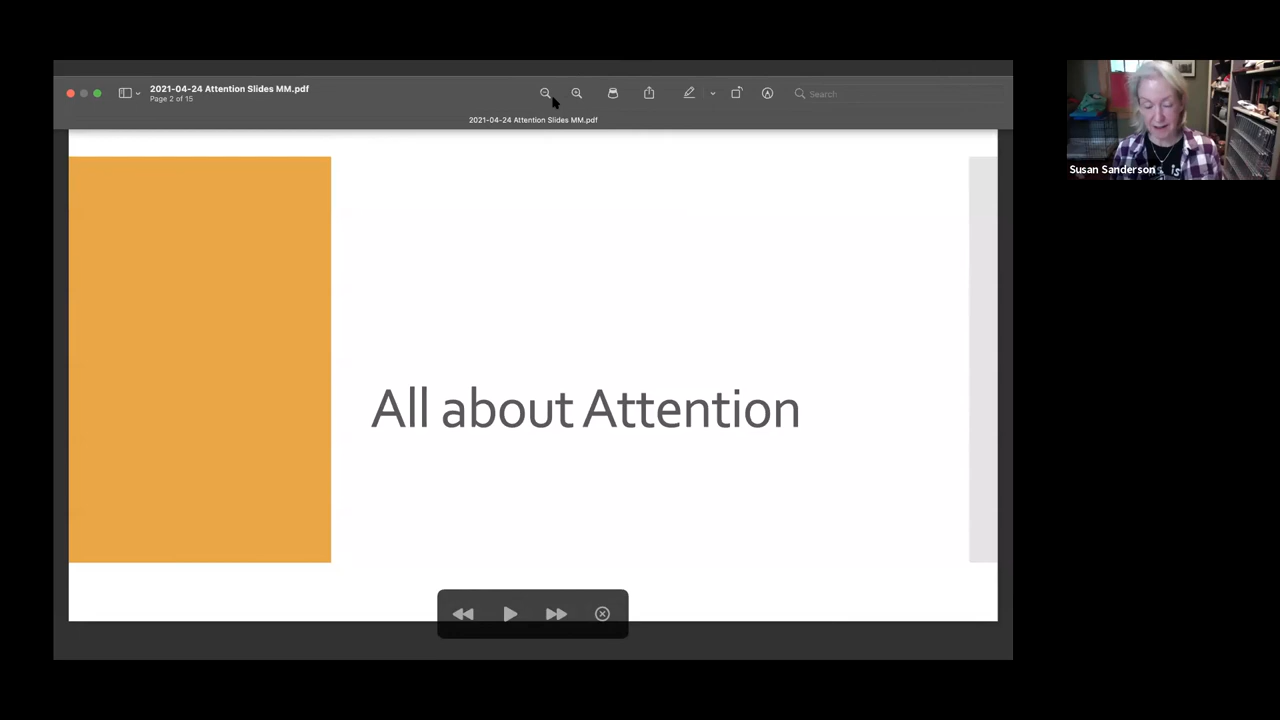 2021-04-24 Attention Slides MM.pdf
Page 2 of 15
Search
2021-04-24 Attention Slides MM.pdf
All about Attention
Susan Sanderson